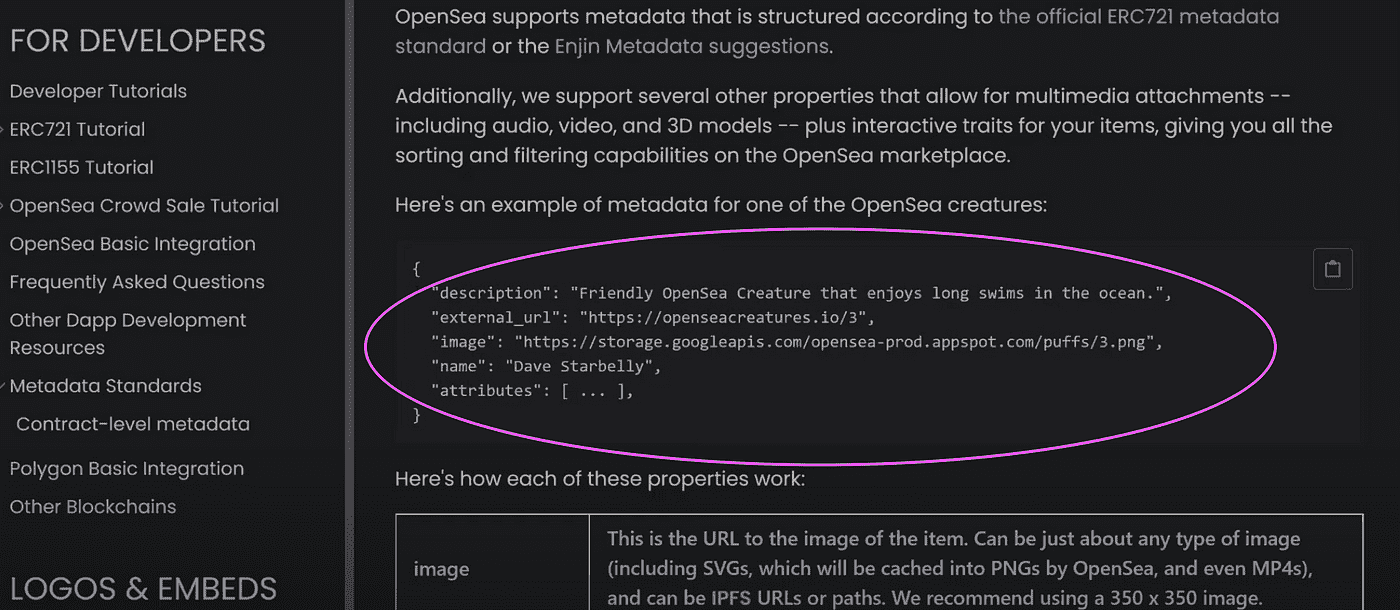 FOR DEVELOPERS
Developer Tutorials
ERC721 Tutorial
ERC1155 Tutorial
OpenSea Crowd Sale Tutorial
OpenSea Basic Integration
Frequently Asked Questions
Other Dapp Development
Resources
Metadata Standards
Contract-level metadata
Polygon Basic Integration
Other Blockchains
LOGOS & EMBEDS
OpenSea supports metadata that is structured according to the official ERC721 metadata
standard or the Enjin Metadata suggestions.
Additionally, we support several other properties that allow for multimedia attachments --
including audio, video, and 3D models -- plus interactive traits for your items, giving you all the
sorting and filtering capabilities on the OpenSea marketplace.
Here's an example of metadata for one of the OpenSea creatures:
{
"description": "Friendly OpenSea Creature that enjoys long swims in the ocean.",
"external_url": "https://openseacreatures.io/3",
"image": "https://storage.googleapis.com/opensea-prod.appspot.com/puffs/3.png",
"name": "Dave Starbelly",
"attributes": [ ... ],
}
Here's how each of these properties work:
image
This is the URL to the image of the item. Can be just about any type of image
(including SVGs, which will be cached into PNGs by OpenSea, and even MP4s),
and can be IPFS URLs or paths. We recommend using a 350 x 350 image.